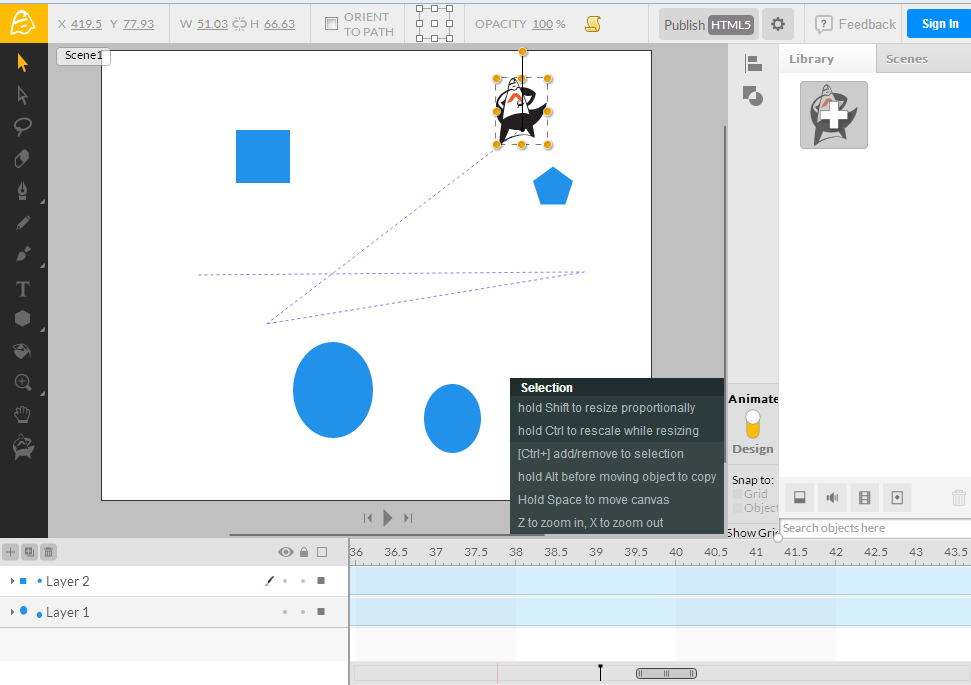 X 419.5 Y 77.93 W 51.03 H 66.63 ORIENT TO PATH OPACITY 100 % Publish HTML5 Feedback Sign In
Scene1
Library Scenes
Selection
hold Shift to resize proportionally
hold Ctrl to rescale while resizing
[Ctrl+] add/remove to selection
hold Alt before moving object to copy
Hold Space to move canvas
Z to zoom in, X to zoom out
Animate
Design
Snap to:
Grid
Object
Show Grid
Search objects here
36 36.5 37 37.5 38 38.5 39 39.5 40 40.5 41 41.5 42 42.5 43 43.5
Layer 2
Layer 1